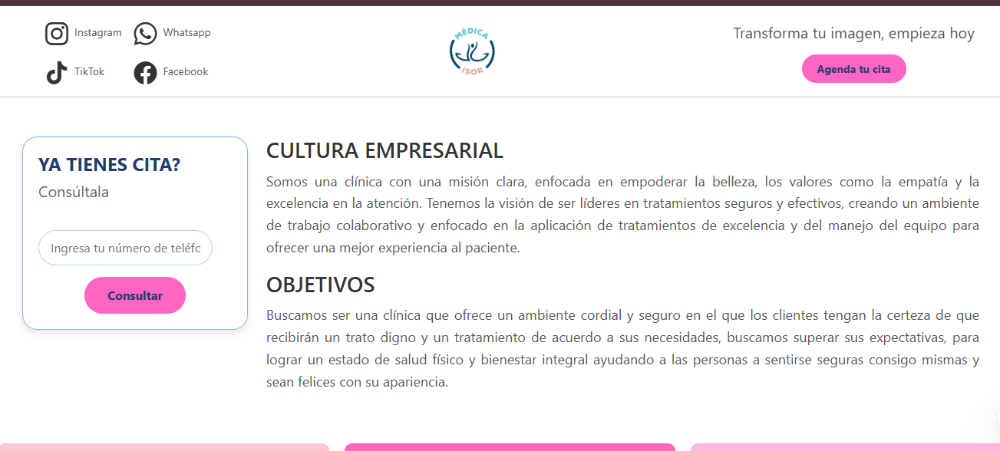 Instagram
Whatsapp
TikTok
Facebook
MÉDICA
ISOR
Transforma tu imagen, empieza hoy
Agenda tu cita
YA TIENES CITA?
Consúltala
Ingresa tu número de teléfo
Consultar
CULTURA EMPRESARIAL
Somos una clínica con una misión clara, enfocada en empoderar la belleza, los valores como la empatía y la
excelencia en la atención. Tenemos la visión de ser líderes en tratamientos seguros y efectivos, creando un ambiente
de trabajo colaborativo y enfocado en la aplicación de tratamientos de excelencia y del manejo del equipo para
ofrecer una mejor experiencia al paciente.
OBJETIVOS
Buscamos ser una clínica que ofrece un ambiente cordial y seguro en el que los clientes tengan la certeza de que
recibirán un trato digno y un tratamiento de acuerdo a sus necesidades, buscamos superar sus expectativas, para
lograr un estado de salud físico y bienestar integral ayudando a las personas a sentirse seguras consigo mismas y
sean felices con su apariencia.